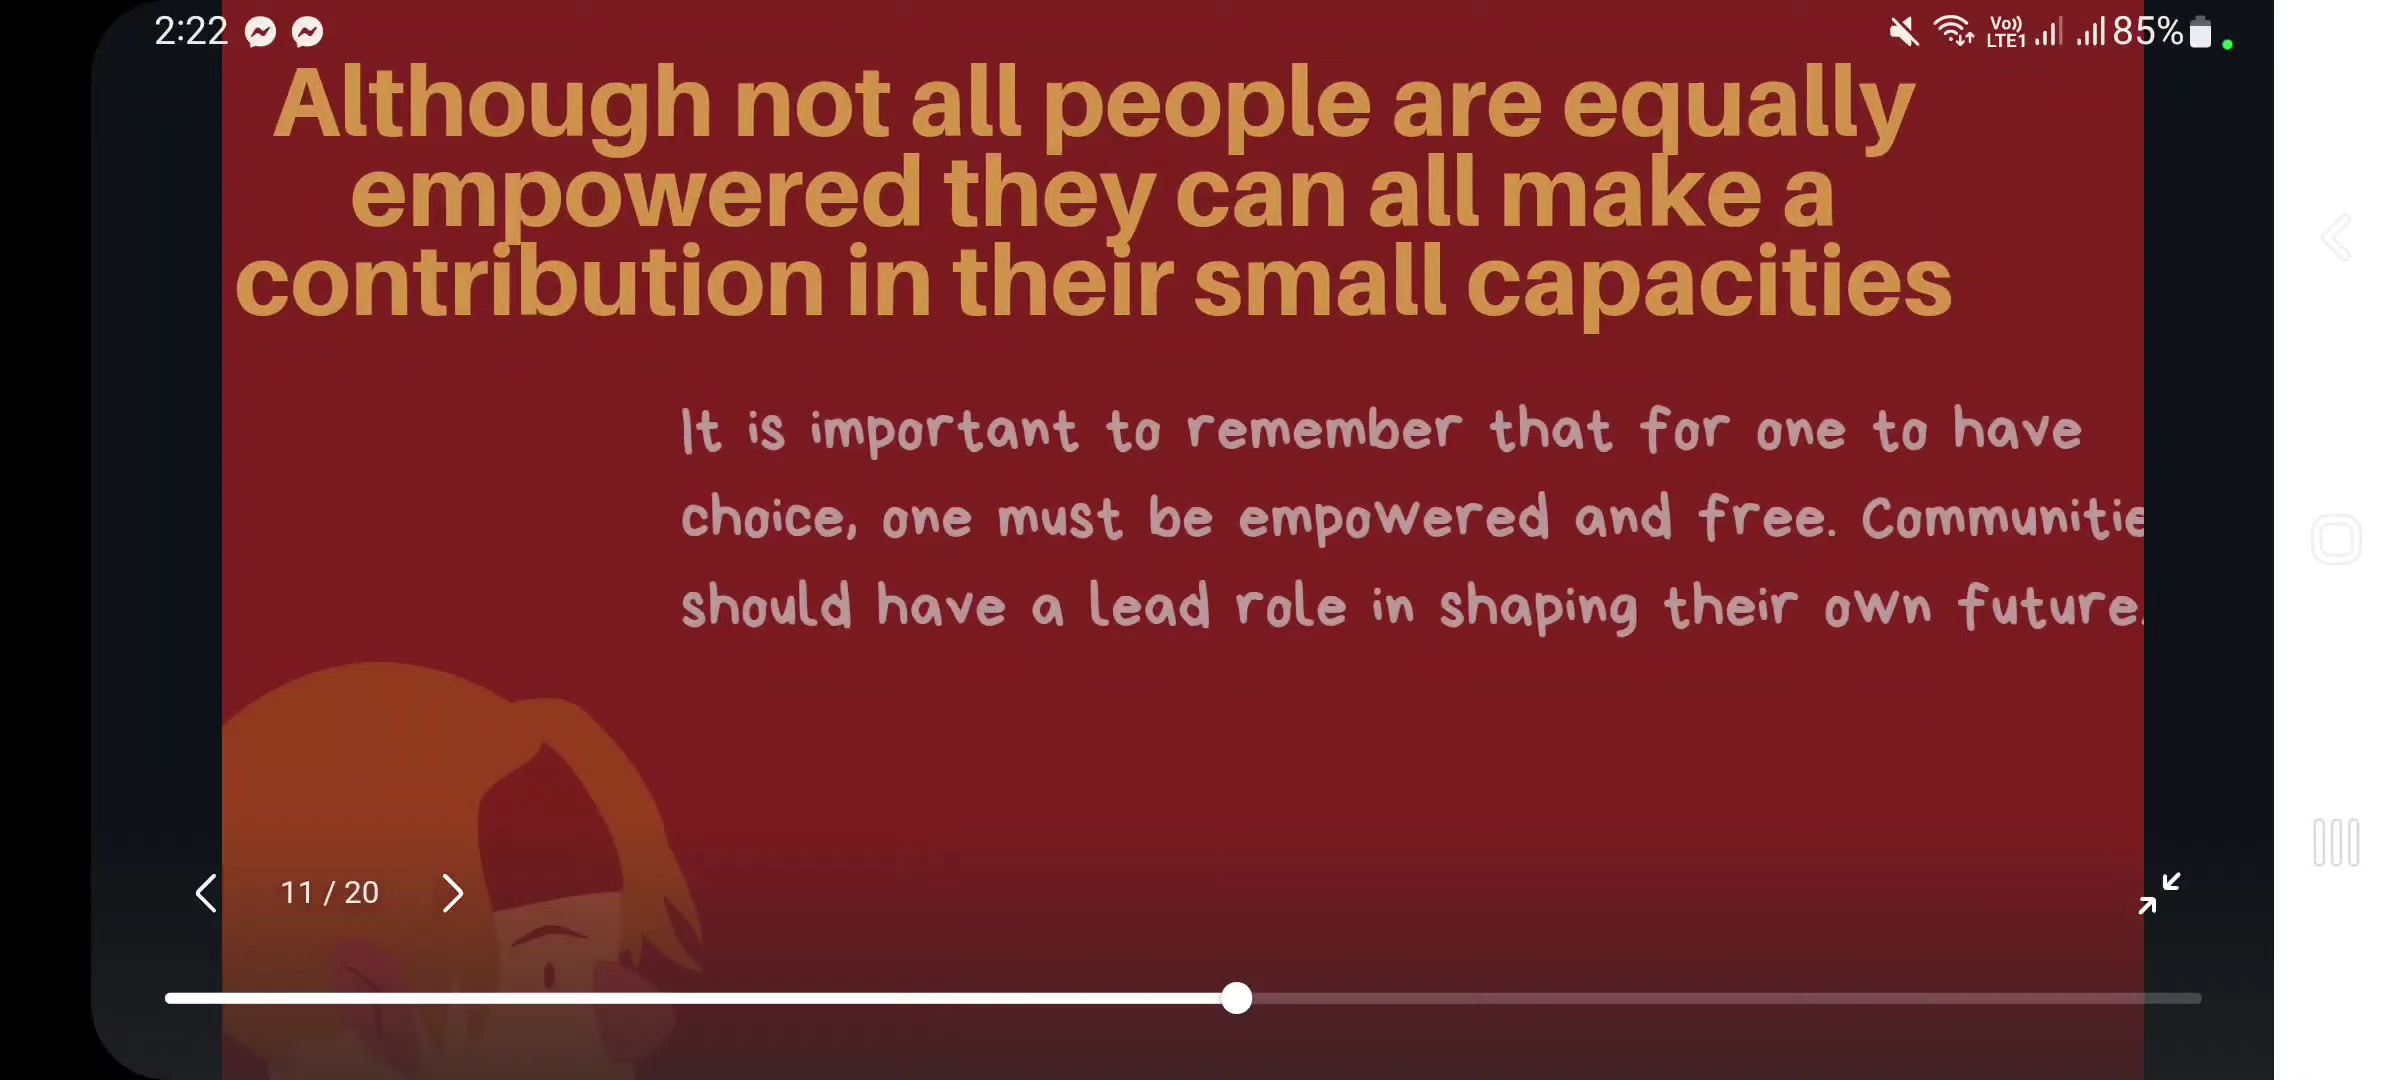 2:22
Vo)) LTE1 85%
Although not all people are equally
empowered they can all make a
contribution in their small capacities
It is important to remember that for one to have
choice, one must be empowered and free. Communitie
should have a lead role in shaping their own future.
11 / 20